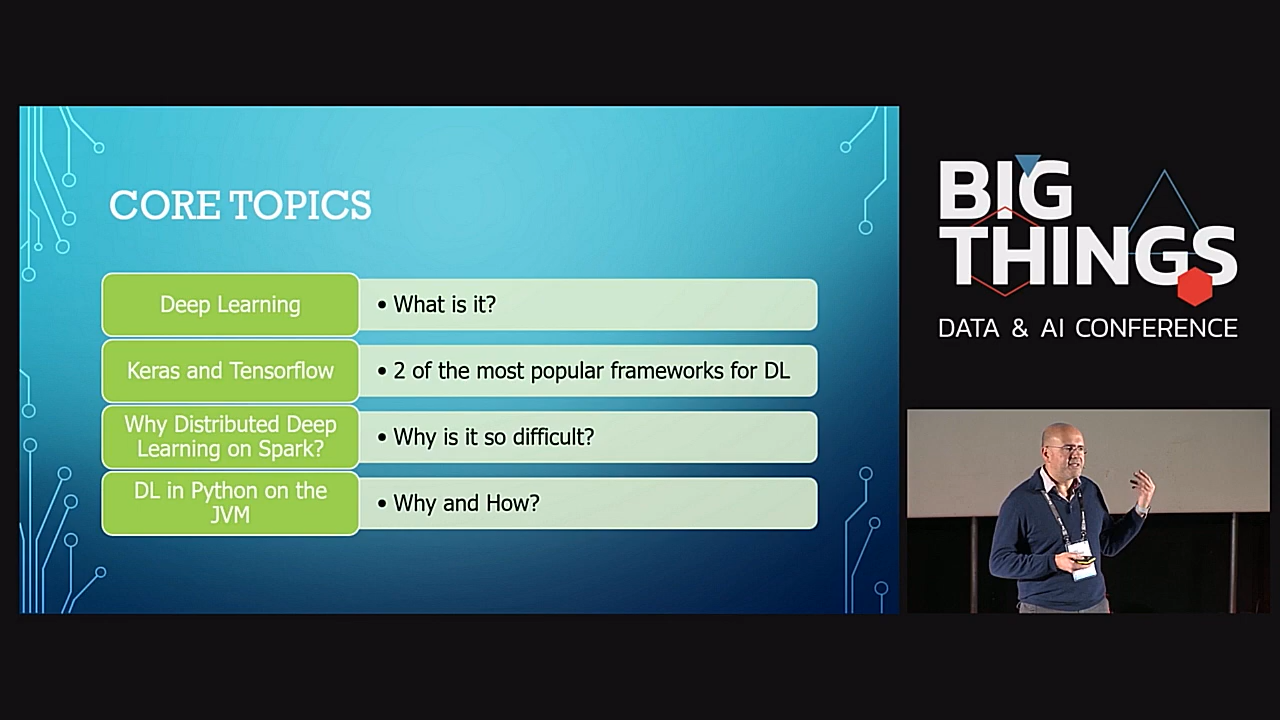 CORE TOPICS
Deep Learning
• What is it?
Keras and Tensorflow
• 2 of the most popular frameworks for DL
Why Distributed Deep
Learning on Spark?
• Why is it so difficult?
DL in Python on the
JVM
• Why and How?
BIG
THINGS
DATA & AI CONFERENCE